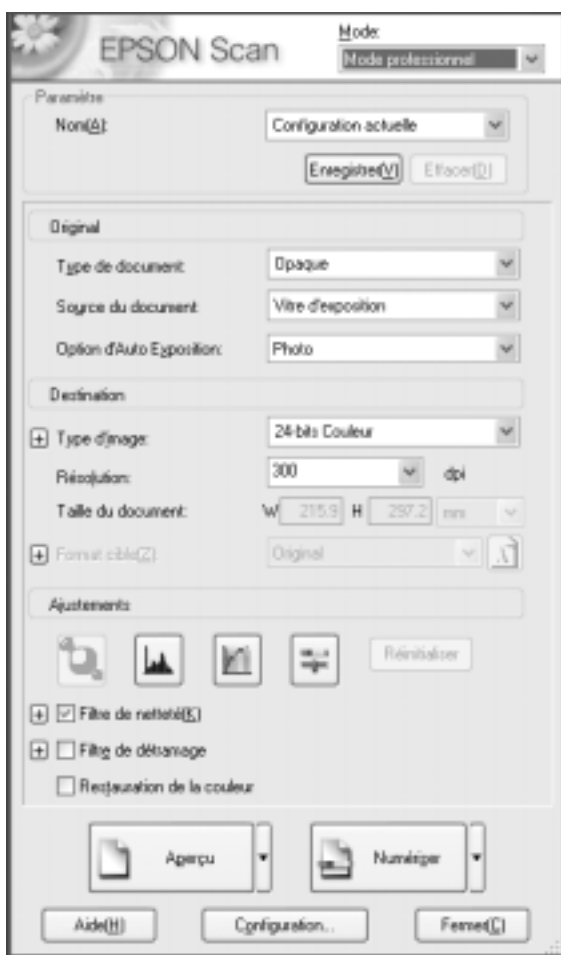 EPSON Scan
Mode:
Mode professionnel
Paramètre
Nom(A):
Configuration actuelle
Enregistrer(V)
Effacer(D)
Original
Type de document:
Opaque
Source du document:
Vitre d'exposition
Option d'Auto Exposition:
Photo
Destination
Type d'image:
24-bits Couleur
Résolution:
300
dpi
Taille du document:
W 215.9 H 297.2 mm
Format cible(Z)
Original
Ajustements
Réinitialiser
Filtre de netteté(K)
Filtre de détramage
Restauration de la couleur
Aperçu
Numériser
Aide(H)
Configuration...
Fermer(C)